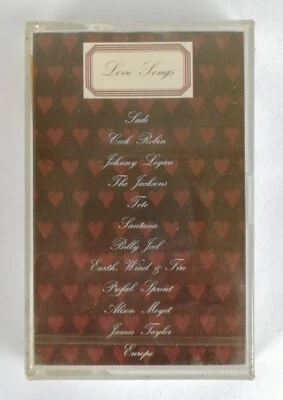 Love Songs
Sade
Cock Robin
Johnny Logan
The Jacksons
Toto
Santana
Billy Joel
Earth, Wind & Fire
Prefab Sprout
Alison Moyet
James Taylor
Europe